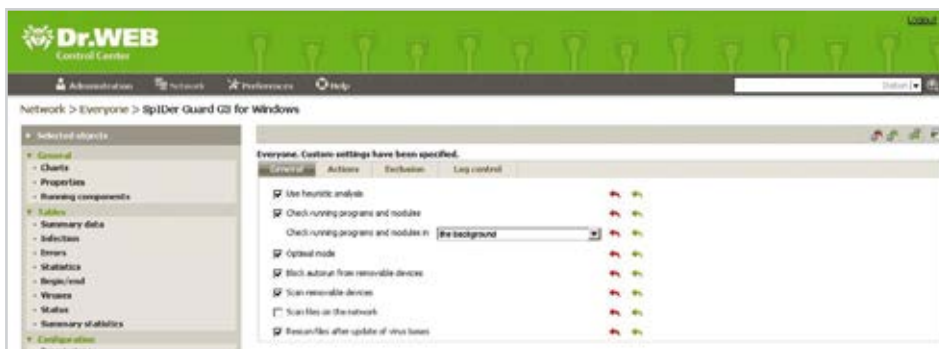 Logout
Dr.WEB
Control Center
Administration Network Preferences Help
Station
Network > Everyone > SpIDer Guard G3 for Windows
Selected objects
General
Charts
Properties
Running components
Tables
Summary data
Infection
Errors
Statistics
Begin/end
Viruses
Status
Summary statistics
Configuration
Everyone. Custom settings have been specified.
General Actions Exclusion Log control
Use heuristic analysis
Check running programs and modules
Check running programs and modules in the background
Optimal mode
Block autorun from removable devices
Scan removable devices
Scan files on the network
Rescan files after update of virus bases